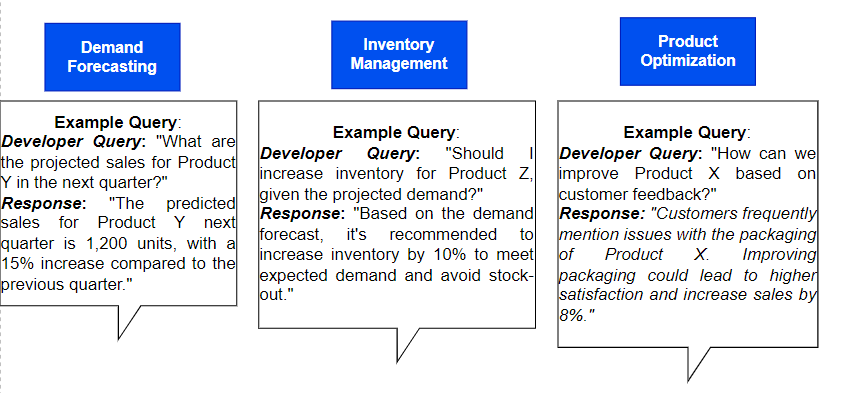 Demand
Forecasting
Example Query:
Developer Query: "What are
the projected sales for Product
Y in the next quarter?"
Response: "The predicted
sales for Product Y next
quarter is 1,200 units, with a
15% increase compared to the
previous quarter."
Inventory
Management
Example Query:
Developer Query: "Should I
increase inventory for Product Z,
given the projected demand?"
Response: "Based on the demand
forecast, it's recommended to
increase inventory by 10% to meet
expected demand and avoid stock-
out."
Product
Optimization
Example Query:
Developer Query: "How can we
improve Product X based on
customer feedback?"
Response: "Customers frequently
mention issues with the packaging
of Product X. Improving
packaging could lead to higher
satisfaction and increase sales by
8%."